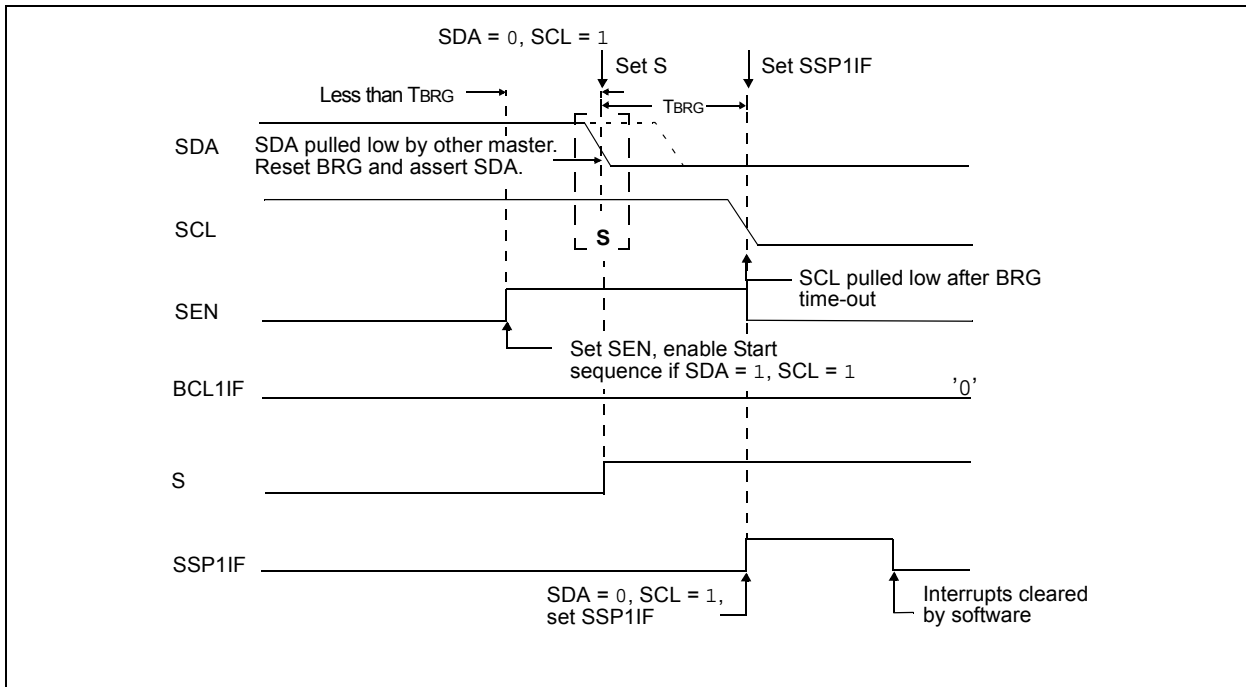 SDA = 0, SCL = 1
Set S
Set SSP1IF
Less than TBRG
TBRG
SDA
SDA pulled low by other master.
Reset BRG and assert SDA.
SCL
S
SCL pulled low after BRG
time-out
SEN
Set SEN, enable Start
sequence if SDA = 1, SCL = 1
BCL1IF
'0'
S
SSP1IF
SDA = 0, SCL = 1,
set SSP1IF
Interrupts cleared
by software